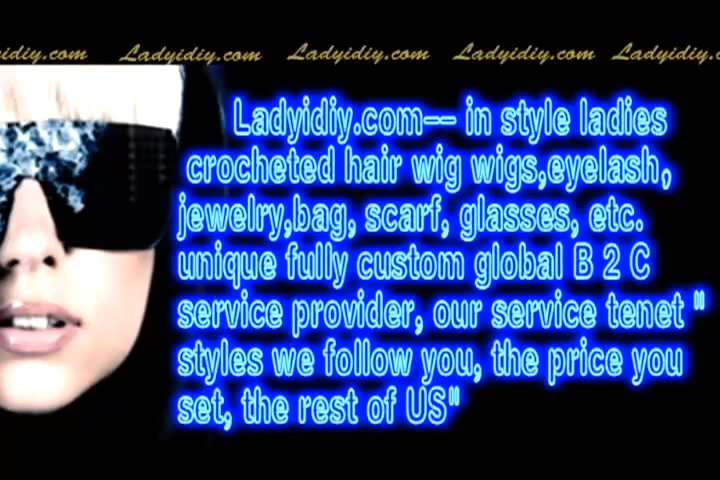 idiy.com Ladyidiy.com Ladyidiy.com Ladyidiy.com Ladyidiy.
Ladyidiy.com-- in style ladies
crocheted hair wig wigs,eyelash,
jewelry,bag, scarf, glasses, etc.
unique fully custom global B 2 C
service provider, our service tenet "
styles we follow you, the price you
set, the rest of US"